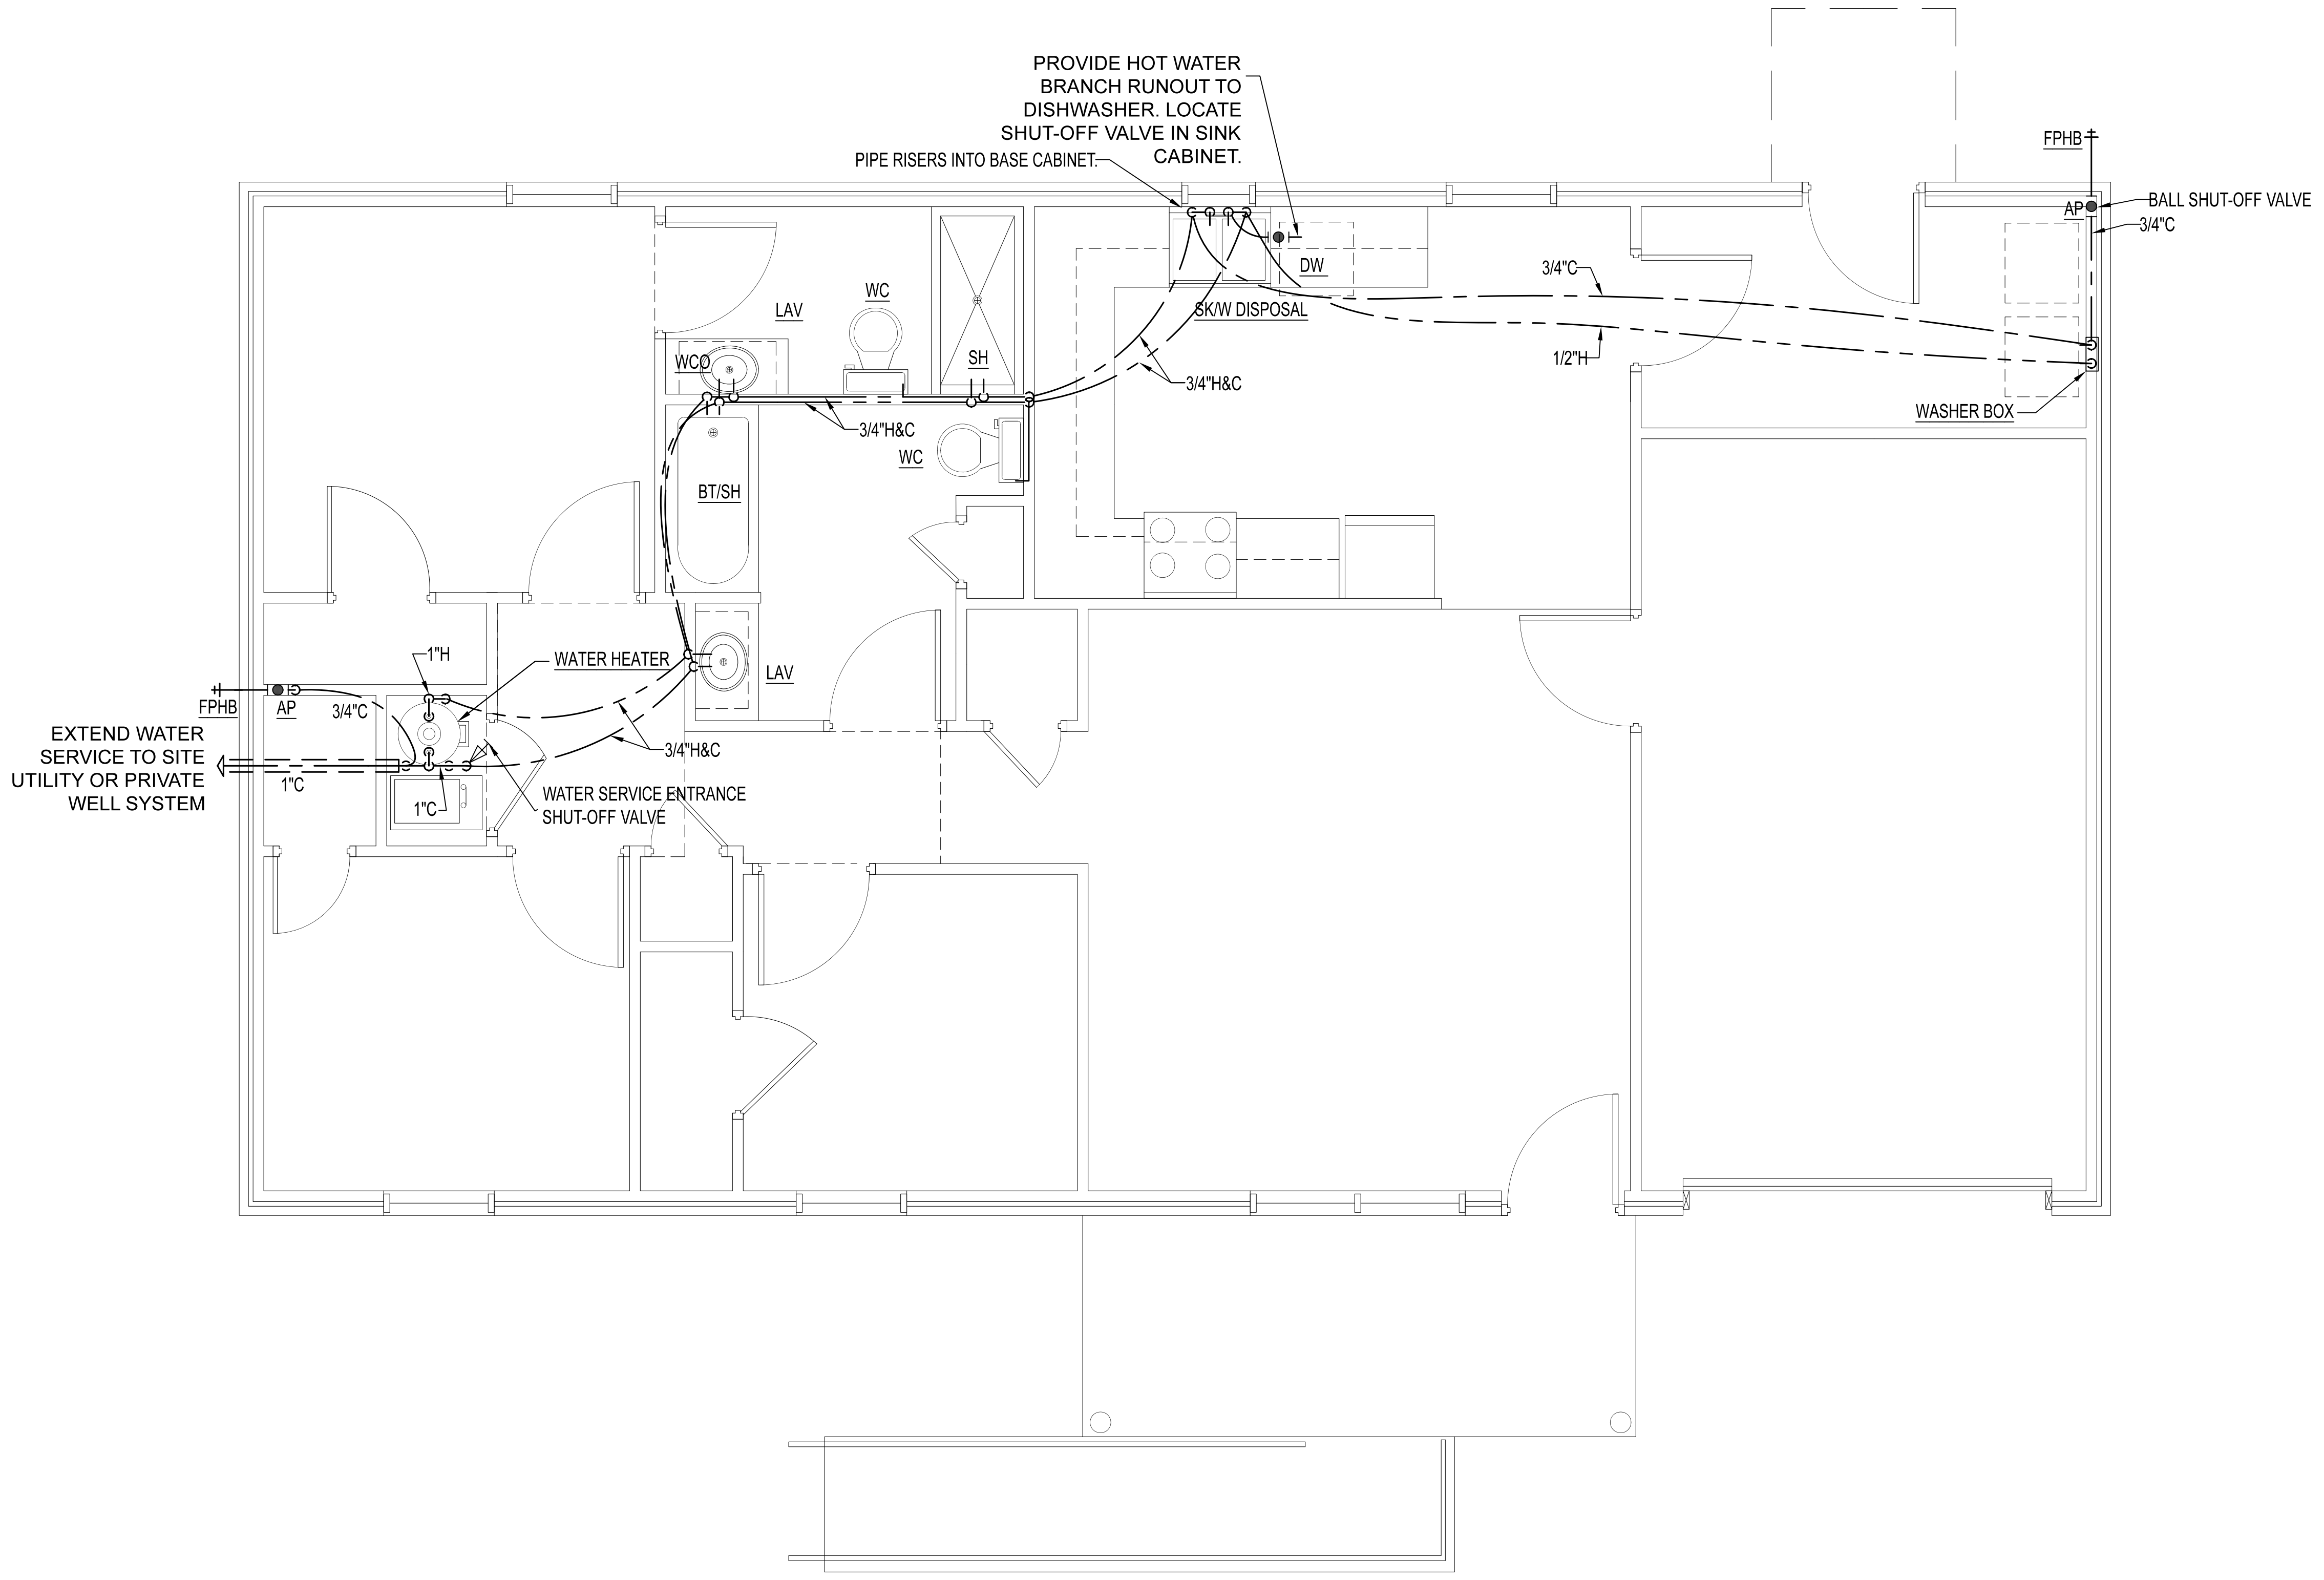 PROVIDE HOT WATER
BRANCH RUNOUT TO
DISHWASHER. LOCATE
SHUT-OFF VALVE IN SINK
CABINET.
PIPE RISERS INTO BASE CABINET.
FPHB
BALL SHUT-OFF VALVE
AP
3/4"C
DW
3/4"C
WC
LAV
SK/W DISPOSAL
WCO
SH
1/2"H
3/4"H&C
WASHER BOX
3/4"H&C
WC
BT/SH
1"H
WATER HEATER
LAV
FPHB
AP
3/4"C
EXTEND WATER
SERVICE TO SITE
UTILITY OR PRIVATE
WELL SYSTEM
3/4"H&C
1"C
1"C
WATER SERVICE ENTRANCE
SHUT-OFF VALVE